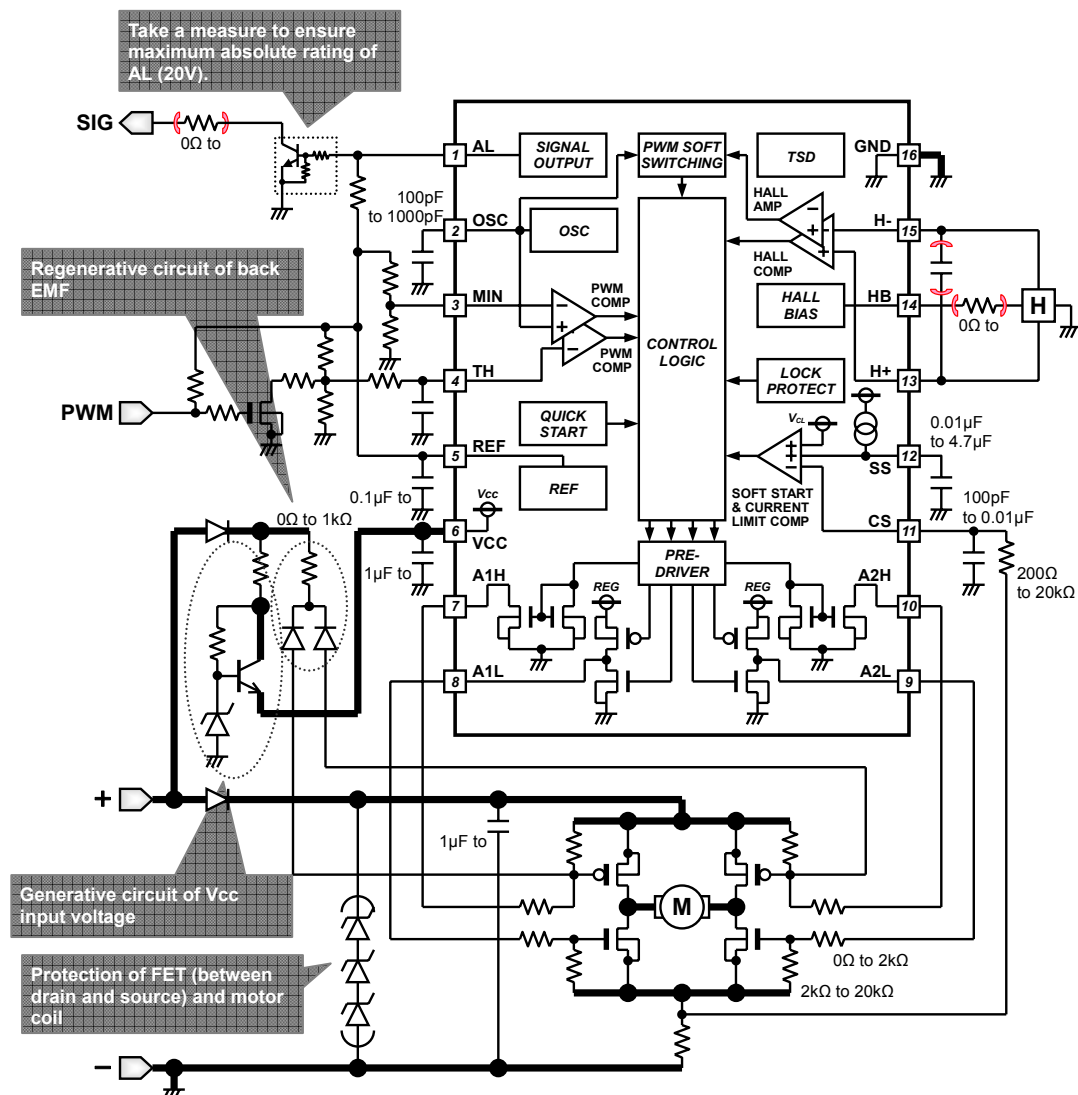 Take a measure to ensure
maximum absolute rating of
AL (20V).
SIG
0Ω to
1
AL
SIGNAL
OUTPUT
PWM SOFT
SWITCHING
TSD
GND
16
100pF
to 1000pF
2
OSC
OSC
HALL
AMP
H-
15
HALL
COMP
Regenerative circuit of back
EMF
3
MIN
PWM
COMP
PWM
COMP
CONTROL
LOGIC
HALL
BIAS
HB
14
0Ω to
H
4
TH
LOCK
PROTECT
H+
13
PWM
QUICK
START
VCL
0.01µF
to 4.7µF
5
REF
REF
12
SS
0.1µF to
SOFT START
& CURRENT
LIMIT COMP
100pF
to 0.01µF
0Ω to 1kΩ
Vcc
6
VCC
CS
11
1µF to
PRE-
DRIVER
200Ω
to 20kΩ
7
A1H
REG
REG
A2H
10
8
A1L
A2L
9
+
1µF to
Generative circuit of Vcc
input voltage
M
0Ω to 2kΩ
2kΩ to 20kΩ
Protection of FET (between
drain and source) and motor
coil
−